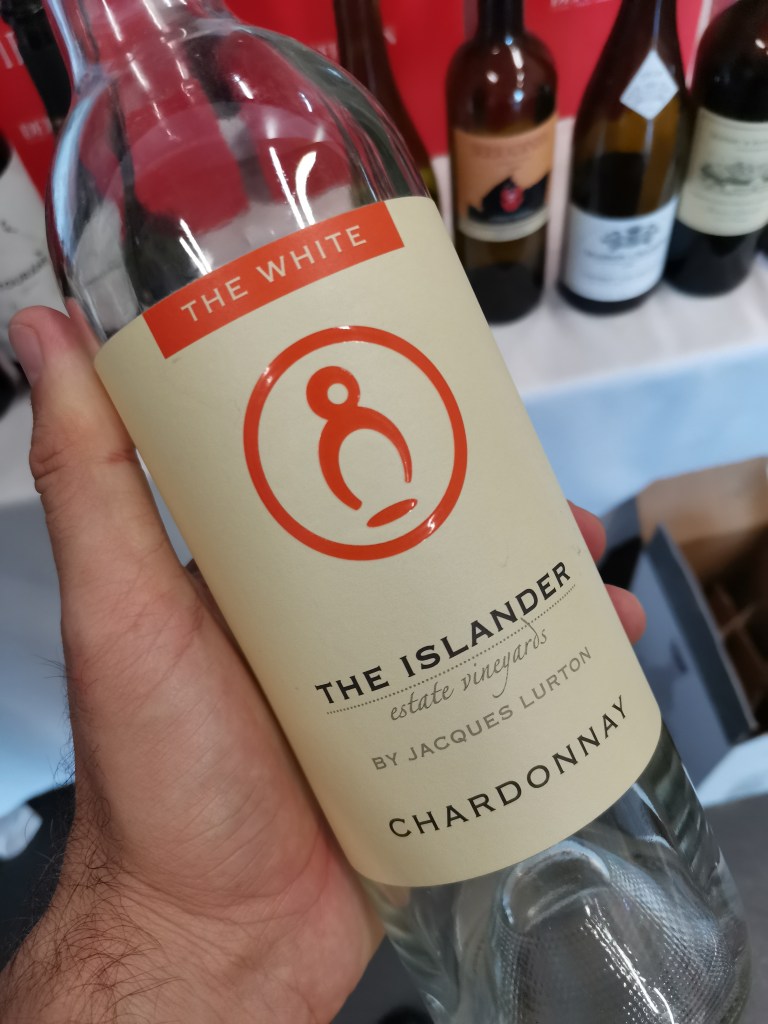 THE WHITE
THE ISLANDER
estate vineyards
BY JACQUES LURTON
CHARDONNAY